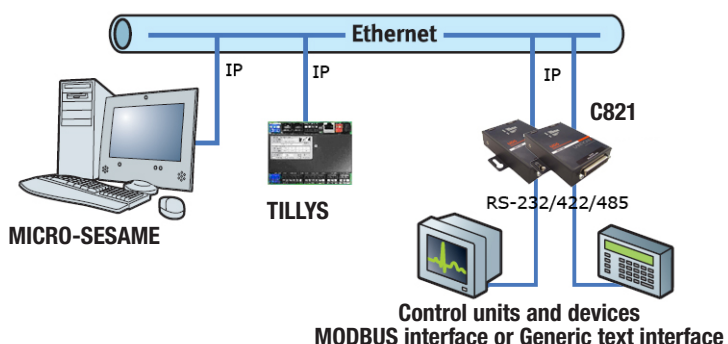 Ethernet
IP
IP
IP
C821
TILLYS
RS-232/422/485
MICRO-SESAME
Control units and devices
MODBUS interface or Generic text interface